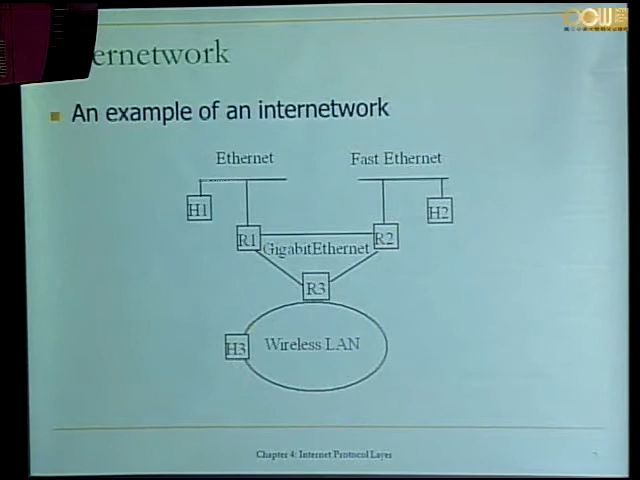 ernetwork
An example of an internetwork
Ethernet
Fast Ethernet
H1
H2
R1
R2
GigabitEthernet
R3
H3
Wireless LAN
Chapter 4: Internet Protocol Layer